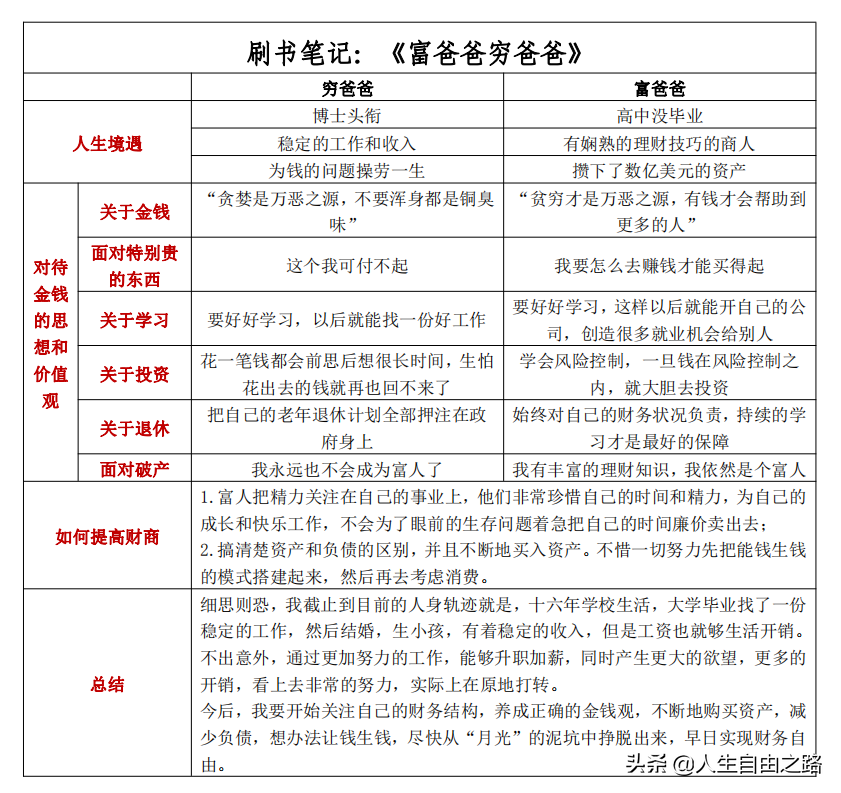 刷书笔记：《富爸爸穷爸爸》
穷爸爸
富爸爸
人生境遇
博士头衔
高中没毕业
稳定的工作和收入
有娴熟的理财技巧的商人
为钱的问题操劳一生
攒下了数亿美元的资产
对待
金钱
的思
想和
价值
观
关于金钱
“贪婪是万恶之源，不要浑身都是铜臭
味”
“贫穷才是万恶之源，有钱才会帮助到
更多的人”
面对特别贵
的东西
这个我可付不起
我要怎么去赚钱才能买得起
关于学习
要好好学习，以后就能找一份好工作
要好好学习，这样以后就能开自己的公
司，创造很多就业机会给别人
关于投资
花一笔钱都会前思后想很长时间，生怕
花出去的钱就再也回不来了
学会风险控制，一旦钱在风险控制之
内，就大胆去投资
关于退休
把自己的老年退休计划全部押注在政
府身上
始终对自己的财务状况负责，持续的学
习才是最好的保障
面对破产
我永远也不会成为富人了
我有丰富的理财知识，我依然是个富人
如何提高财商
1.富人把精力关注在自己的事业上，他们非常珍惜自己的时间和精力，为自己的
成长和快乐工作，不会为了眼前的生存问题着急把自己的时间廉价卖出去；
2.搞清楚资产和负债的区别，并且不断地买入资产。不惜一切努力先把能钱生钱
的模式搭建起来，然后再去考虑消费。
总结
细思则恐，我截止到目前的人身轨迹就是，十六年学校生活，大学毕业找了一份
稳定的工作，然后结婚，生小孩，有着稳定的收入，但是工资也就够生活开销。
不出意外，通过更加努力的工作，能够升职加薪，同时产生更大的欲望，更多的
开销，看上去非常的努力，实际上在原地打转。
今后，我要开始关注自己的财务结构，养成正确的金钱观，不断地购买资产，减
少负债，想办法让钱生钱，尽快从“月光”的泥坑中挣脱出来，早日实现财务自
由。
头条 @人生自由之路